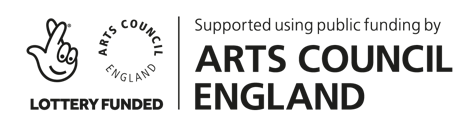 ARTS COUNCIL
ENGLAND
LOTTERY FUNDED
Supported using public funding by
ARTS COUNCIL
ENGLAND